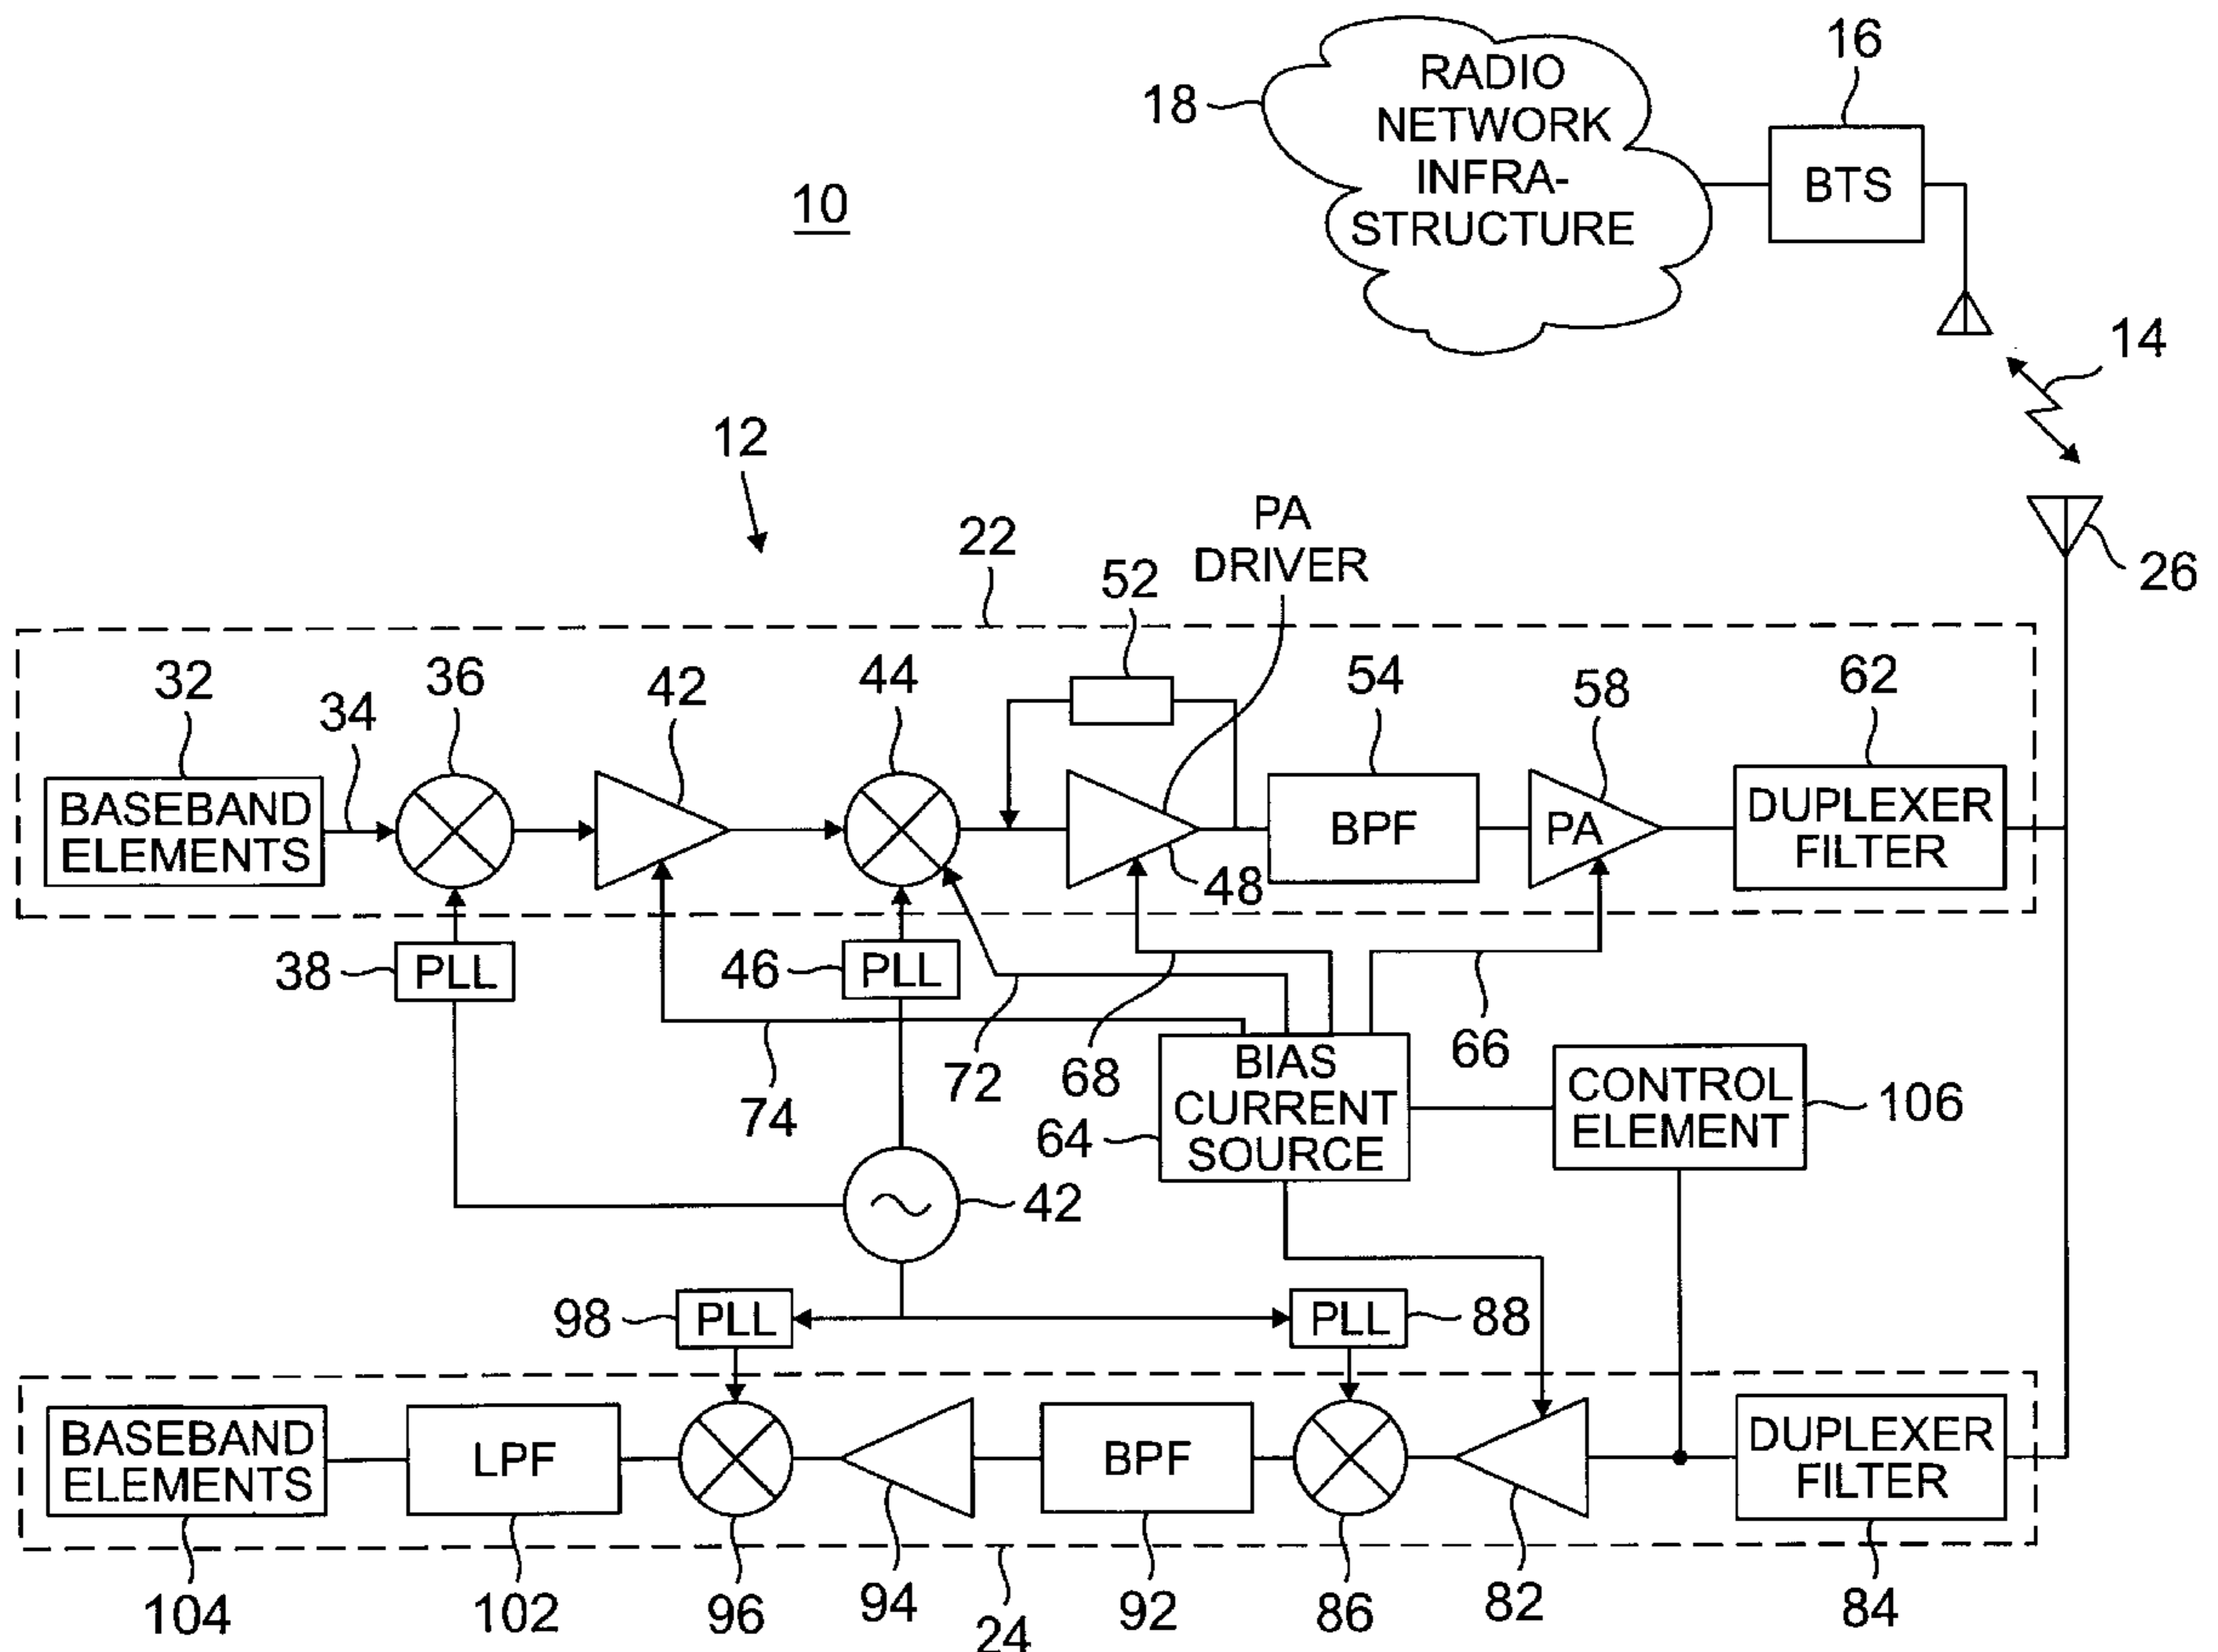 RADIO
NETWORK
INFRA-
STRUCTURE
18
16
BTS
10
14
12
PA
DRIVER
22
52
26
32
34
36
42
44
54
58
62
BASEBAND
ELEMENTS
BPF
PA
DUPLEXER
FILTER
48
38
PLL
46
PLL
74
72
68
66
BIAS
CURRENT
SOURCE
64
CONTROL
ELEMENT
106
42
98
PLL
PLL
88
BASEBAND
ELEMENTS
LPF
BPF
DUPLEXER
FILTER
104
102
96
94
24
92
86
82
84